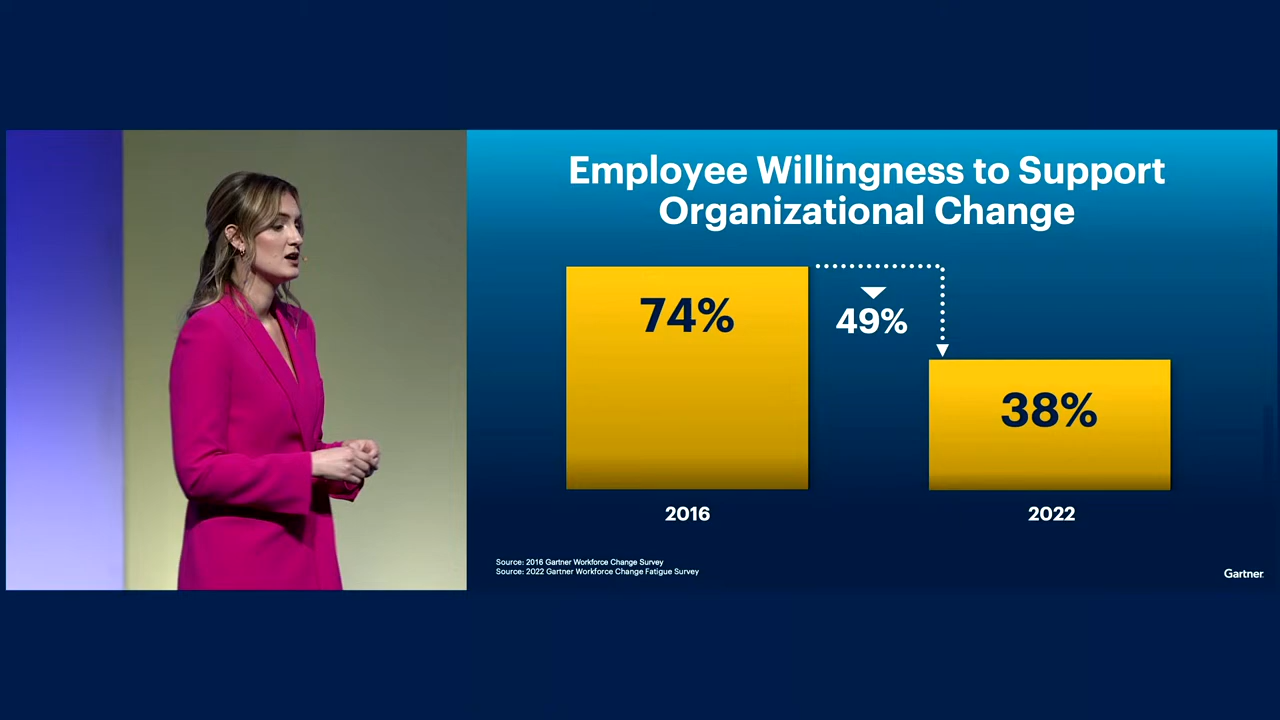 Employee Willingness to Support
Organizational Change
74%
49%
38%
2016
2022
Source: 2016 Gartner Workforce Change Survey
Source: 2022 Gartner Workforce Change Fatigue Survey
Gartner